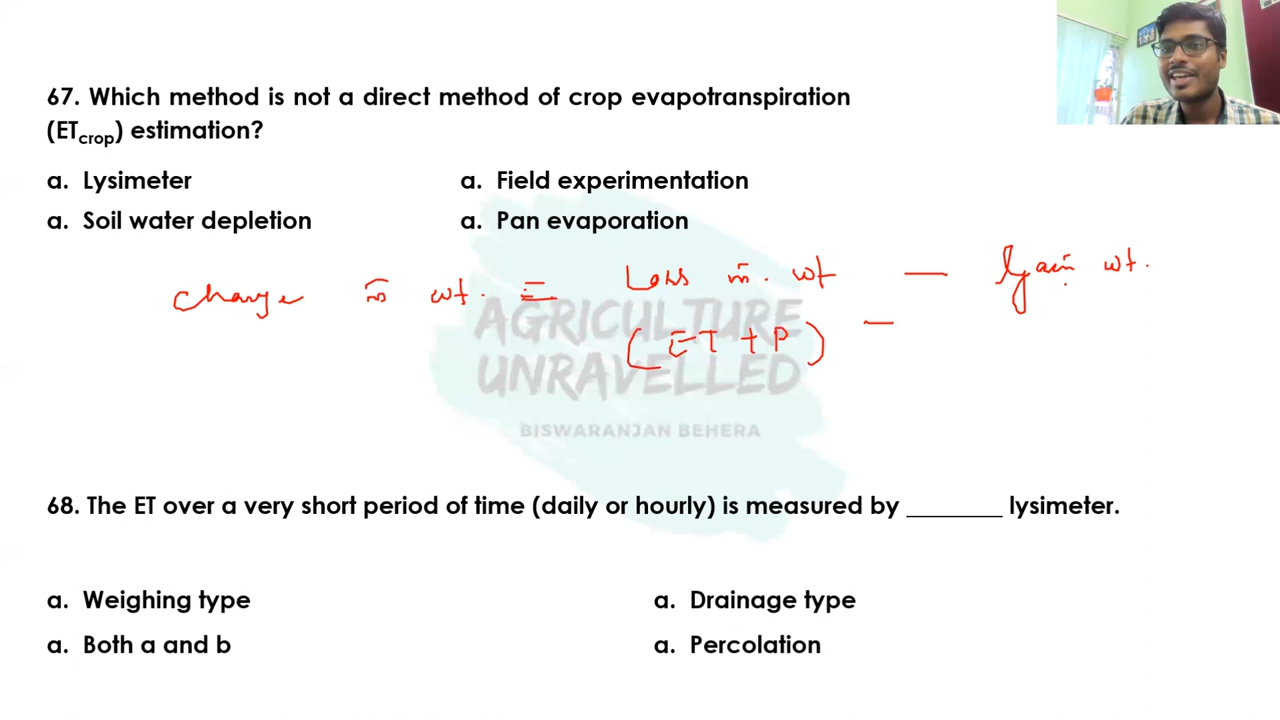 67. Which method is not a direct method of crop evapotranspiration
(ETcrop) estimation?
a. Lysimeter
a. Field experimentation
a. Soil water depletion
a. Pan evaporation
change in wt. = Loss in. wt — gain wt.
(ET + P) —
AGRICULTURE
UNRAVELLED
BISWARANJAN BEHERA
68. The ET over a very short period of time (daily or hourly) is measured by ________ lysimeter.
a. Weighing type
a. Drainage type
a. Both a and b
a. Percolation